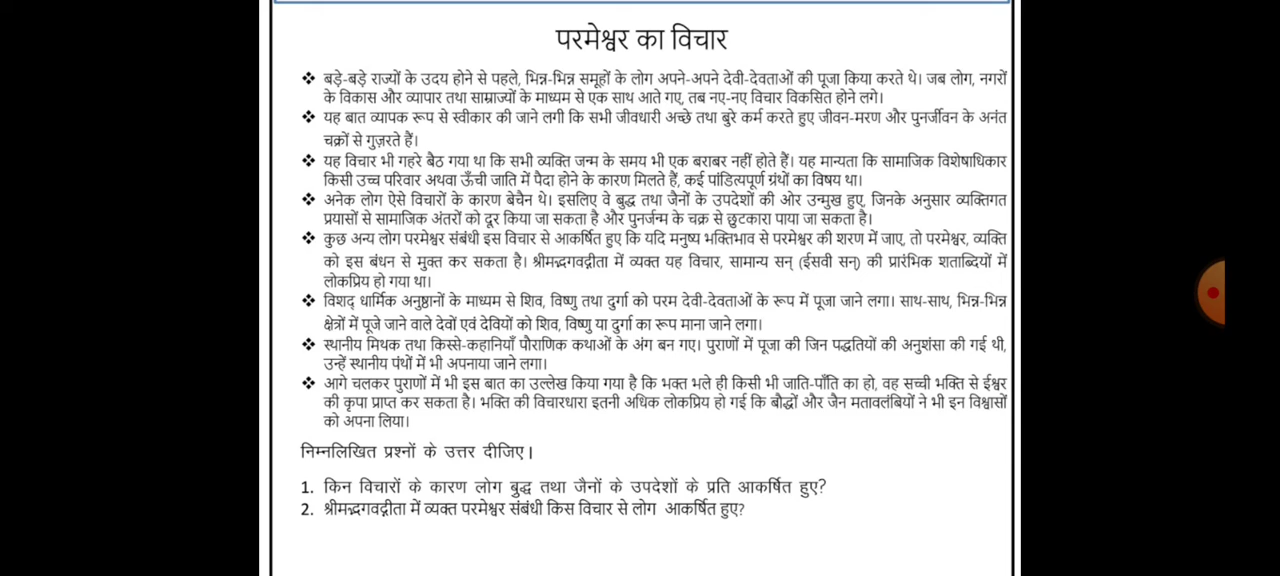 परमेश्वर का विचार
❖ बड़े-बड़े राज्यों के उदय होने से पहले, भिन्न-भिन्न समूहों के लोग अपने-अपने देवी-देवताओं की पूजा किया करते थे। जब लोग, नगरों
के विकास और व्यापार तथा साम्राज्यों के माध्यम से एक साथ आते गए, तब नए-नए विचार विकसित होने लगे।
❖ यह बात व्यापक रूप से स्वीकार की जाने लगी कि सभी जीवधारी अच्छे तथा बुरे कर्म करते हुए जीवन-मरण और पुनर्जीवन के अनंत
चक्रों से गुज़रते हैं।
❖ यह विचार भी गहरे बैठ गया था कि सभी व्यक्ति जन्म के समय भी एक बराबर नहीं होते हैं। यह मान्यता कि सामाजिक विशेषाधिकार
किसी उच्च परिवार अथवा ऊँची जाति में पैदा होने के कारण मिलते हैं, कई पांडित्यपूर्ण ग्रंथों का विषय था।
❖ अनेक लोग ऐसे विचारों के कारण बेचैन थे। इसलिए वे बुद्ध तथा जैनों के उपदेशों की ओर उन्मुख हुए, जिनके अनुसार व्यक्तिगत
प्रयासों से सामाजिक अंतरों को दूर किया जा सकता है और पुनर्जन्म के चक्र से छुटकारा पाया जा सकता है।
❖ कुछ अन्य लोग परमेश्वर संबंधी इस विचार से आकर्षित हुए कि यदि मनुष्य भक्तिभाव से परमेश्वर की शरण में जाए, तो परमेश्वर, व्यक्ति
को इस बंधन से मुक्त कर सकता है। श्रीमद्भगवद्गीता में व्यक्त यह विचार, सामान्य सन् (ईसवी सन्) की प्रारंभिक शताब्दियों में
लोकप्रिय हो गया था।
❖ विशद् धार्मिक अनुष्ठानों के माध्यम से शिव, विष्णु तथा दुर्गा को परम देवी-देवताओं के रूप में पूजा जाने लगा। साथ-साथ, भिन्न-भिन्न
क्षेत्रों में पूजे जाने वाले देवों एवं देवियों को शिव, विष्णु या दुर्गा का रूप माना जाने लगा।
❖ स्थानीय मिथक तथा किस्से-कहानियाँ पौराणिक कथाओं के अंग बन गए। पुराणों में पूजा की जिन पद्धतियों की अनुशंसा की गई थी,
उन्हें स्थानीय पंथों में भी अपनाया जाने लगा।
❖ आगे चलकर पुराणों में भी इस बात का उल्लेख किया गया है कि भक्त भले ही किसी भी जाति-पाँति का हो, वह सच्ची भक्ति से ईश्वर
की कृपा प्राप्त कर सकता है। भक्ति की विचारधारा इतनी अधिक लोकप्रिय हो गई कि बौद्धों और जैन मतावलंबियों ने भी इन विश्वासों
को अपना लिया।
निम्नलिखित प्रश्नों के उत्तर दीजिए।
1. किन विचारों के कारण लोग बुद्ध तथा जैनों के उपदेशों के प्रति आकर्षित हुए?
2. श्रीमद्भगवद्गीता में व्यक्त परमेश्वर संबंधी किस विचार से लोग आकर्षित हुए?